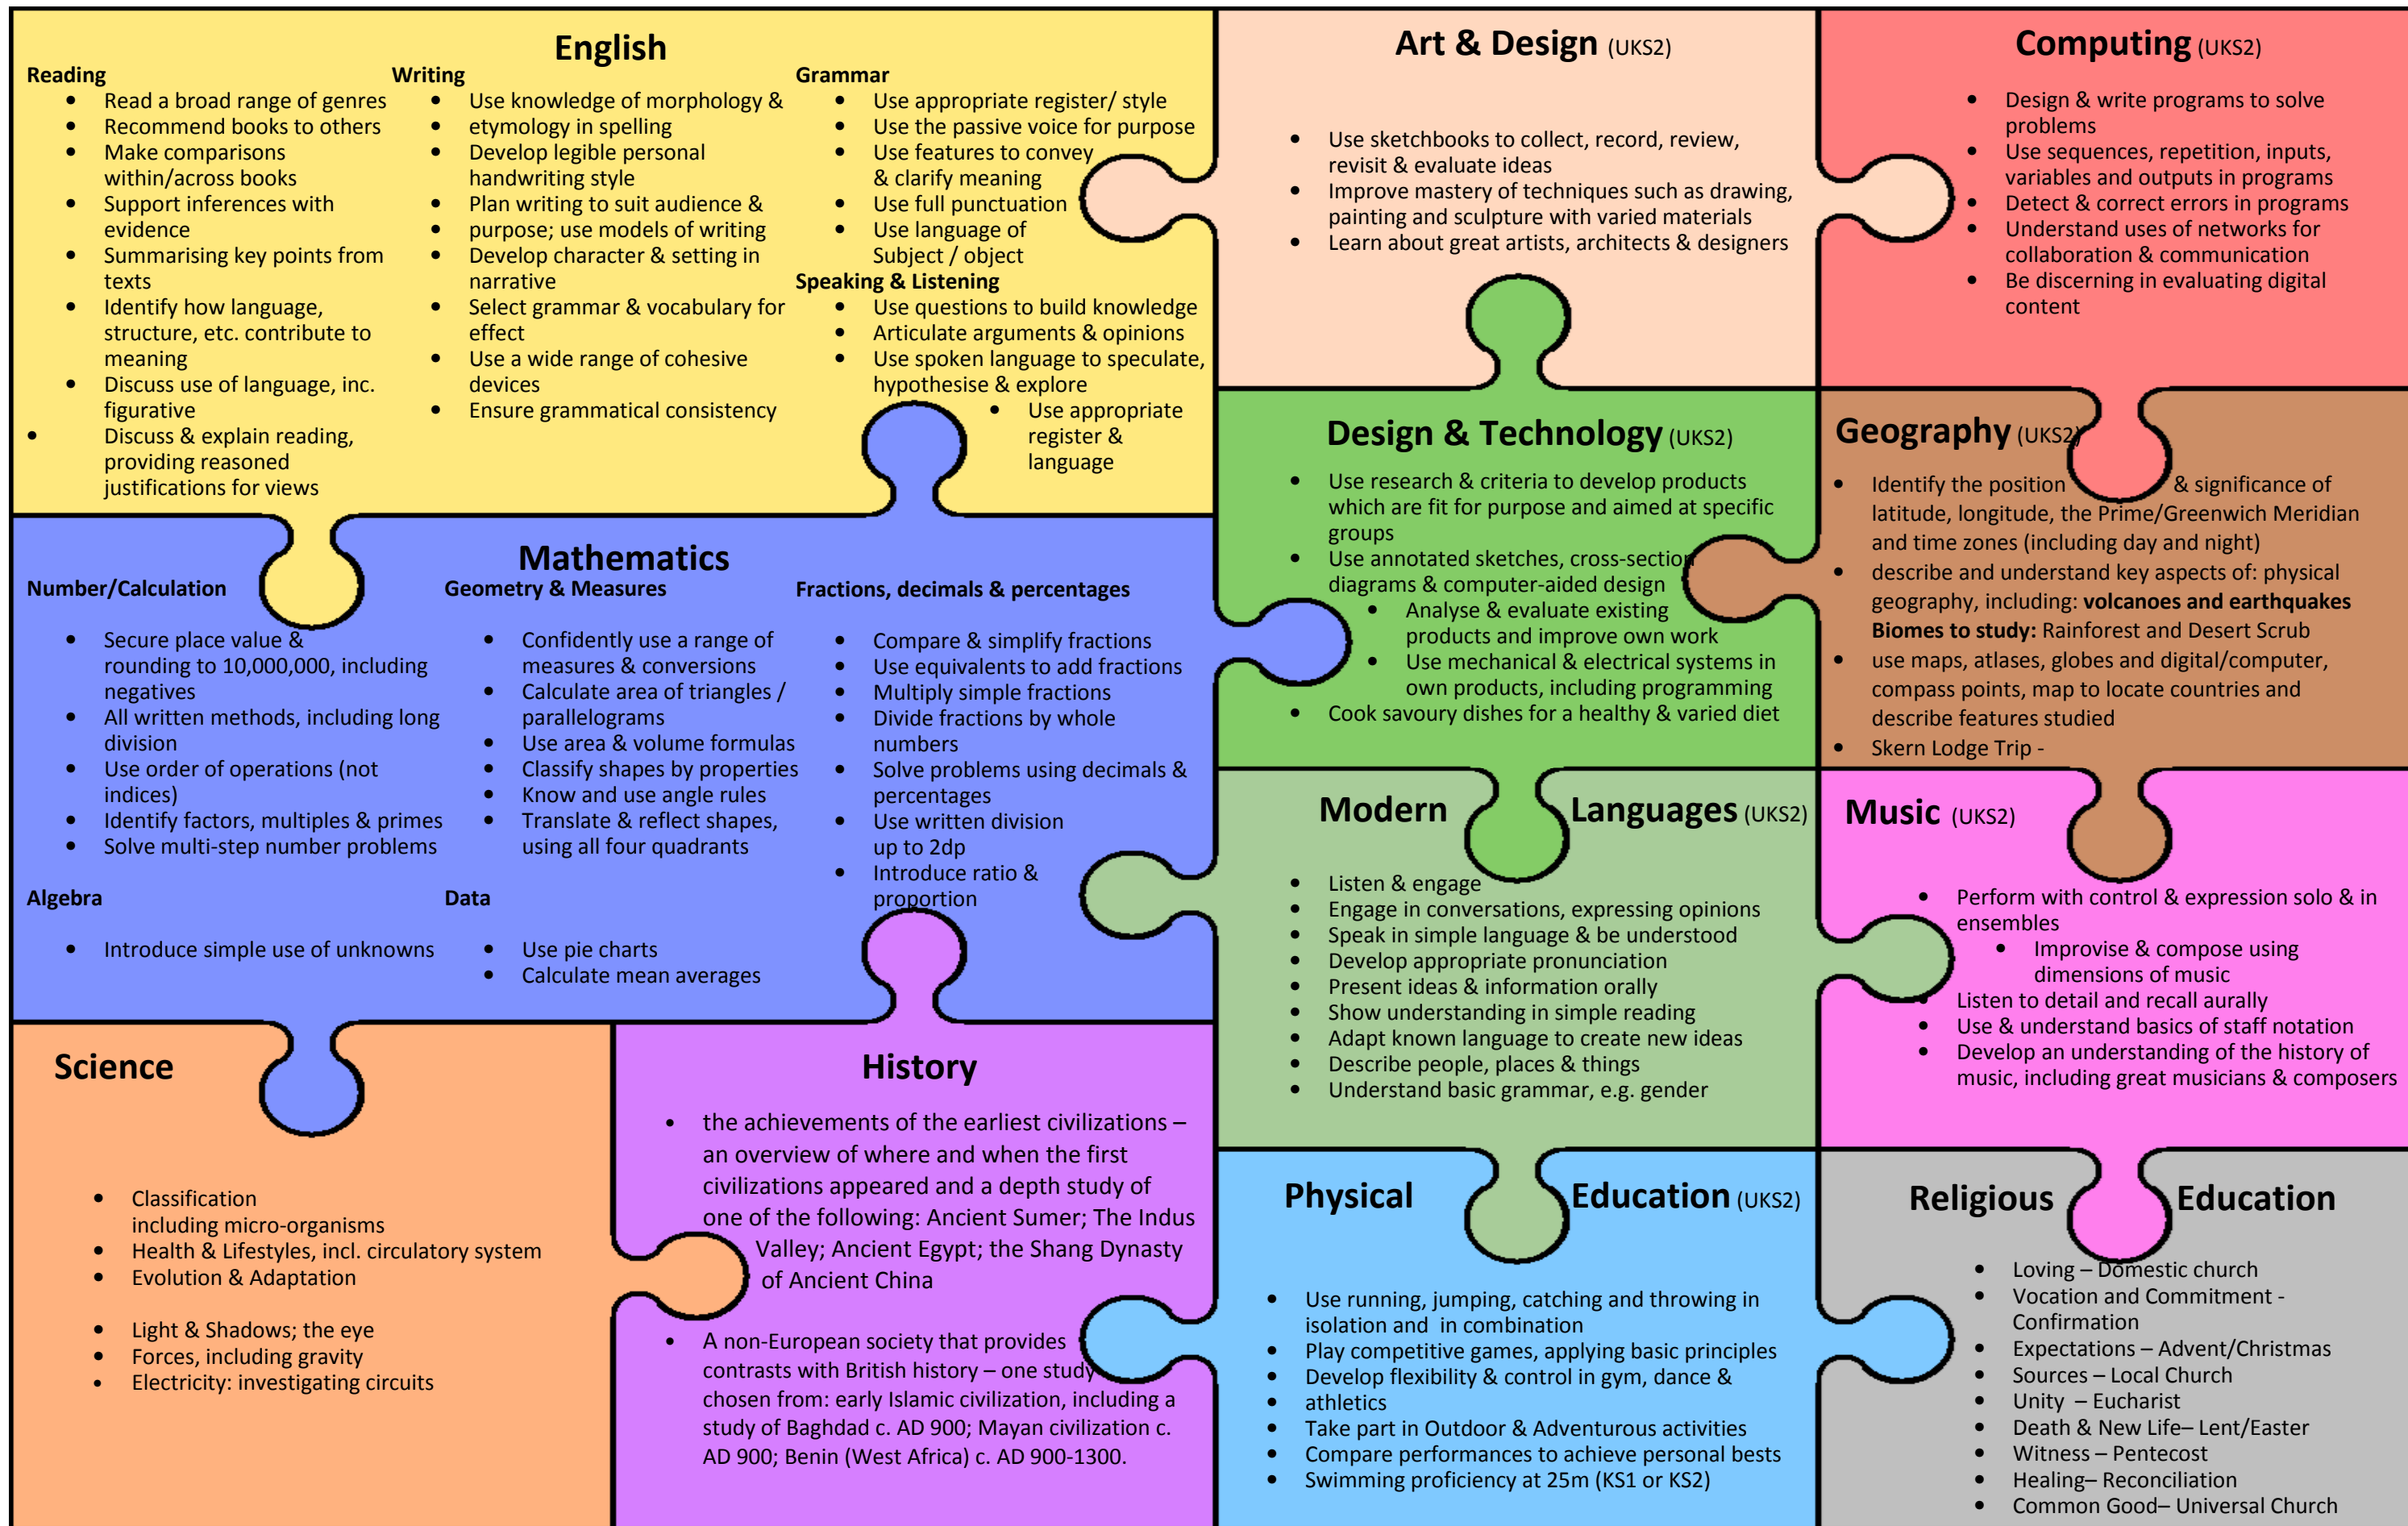 English
Reading
• Read a broad range of genres
• Recommend books to others
• Make comparisons
within/across books
• Support inferences with
evidence
• Summarising key points from
texts
• Identify how language,
structure, etc. contribute to
meaning
• Discuss use of language, inc.
figurative
• Discuss & explain reading,
providing reasoned
justifications for views
Writing
• Use knowledge of morphology &
• etymology in spelling
• Develop legible personal
handwriting style
• Plan writing to suit audience &
• purpose; use models of writing
• Develop character & setting in
narrative
• Select grammar & vocabulary for
effect
• Use a wide range of cohesive
devices
• Ensure grammatical consistency
Grammar
• Use appropriate register/ style
• Use the passive voice for purpose
• Use features to convey
& clarify meaning
• Use full punctuation
• Use language of
Subject / object
Speaking & Listening
• Use questions to build knowledge
• Articulate arguments & opinions
• Use spoken language to speculate,
hypothesise & explore
• Use appropriate
register &
language
Art & Design (UKS2)
• Use sketchbooks to collect, record, review,
revisit & evaluate ideas
• Improve mastery of techniques such as drawing,
painting and sculpture with varied materials
• Learn about great artists, architects & designers
Computing (UKS2)
• Design & write programs to solve
problems
• Use sequences, repetition, inputs,
variables and outputs in programs
• Detect & correct errors in programs
• Understand uses of networks for
collaboration & communication
• Be discerning in evaluating digital
content
Design & Technology (UKS2)
• Use research & criteria to develop products
which are fit for purpose and aimed at specific
groups
• Use annotated sketches, cross-section
diagrams & computer-aided design
• Analyse & evaluate existing
products and improve own work
• Use mechanical & electrical systems in
own products, including programming
• Cook savoury dishes for a healthy & varied diet
Geography (UKS2)
• Identify the position & significance of
latitude, longitude, the Prime/Greenwich Meridian
and time zones (including day and night)
• describe and understand key aspects of: physical
geography, including: volcanoes and earthquakes
Biomes to study: Rainforest and Desert Scrub
• use maps, atlases, globes and digital/computer,
compass points, map to locate countries and
describe features studied
• Skern Lodge Trip -
Mathematics
Number/Calculation
• Secure place value &
rounding to 10,000,000, including
negatives
• All written methods, including long
division
• Use order of operations (not
indices)
• Identify factors, multiples & primes
• Solve multi-step number problems
Geometry & Measures
• Confidently use a range of
measures & conversions
• Calculate area of triangles /
parallelograms
• Use area & volume formulas
• Classify shapes by properties
• Know and use angle rules
• Translate & reflect shapes,
using all four quadrants
Fractions, decimals & percentages
• Compare & simplify fractions
• Use equivalents to add fractions
• Multiply simple fractions
• Divide fractions by whole
numbers
• Solve problems using decimals &
percentages
• Use written division
up to 2dp
• Introduce ratio &
proportion
Algebra
• Introduce simple use of unknowns
Data
• Use pie charts
• Calculate mean averages
Modern Languages (UKS2)
• Listen & engage
• Engage in conversations, expressing opinions
• Speak in simple language & be understood
• Develop appropriate pronunciation
• Present ideas & information orally
• Show understanding in simple reading
• Adapt known language to create new ideas
• Describe people, places & things
• Understand basic grammar, e.g. gender
Music (UKS2)
• Perform with control & expression solo & in
ensembles
• Improvise & compose using
dimensions of music
• Listen to detail and recall aurally
• Use & understand basics of staff notation
• Develop an understanding of the history of
music, including great musicians & composers
Science
• Classification
including micro-organisms
• Health & Lifestyles, incl. circulatory system
• Evolution & Adaptation
• Light & Shadows; the eye
• Forces, including gravity
• Electricity: investigating circuits
History
• the achievements of the earliest civilizations –
an overview of where and when the first
civilizations appeared and a depth study of
one of the following: Ancient Sumer; The Indus
Valley; Ancient Egypt; the Shang Dynasty
of Ancient China
• A non-European society that provides
contrasts with British history – one study
chosen from: early Islamic civilization, including a
study of Baghdad c. AD 900; Mayan civilization c.
AD 900; Benin (West Africa) c. AD 900-1300.
Physical Education (UKS2)
• Use running, jumping, catching and throwing in
isolation and in combination
• Play competitive games, applying basic principles
• Develop flexibility & control in gym, dance &
• athletics
• Take part in Outdoor & Adventurous activities
• Compare performances to achieve personal bests
• Swimming proficiency at 25m (KS1 or KS2)
Religious Education
• Loving – Domestic church
• Vocation and Commitment -
Confirmation
• Expectations – Advent/Christmas
• Sources – Local Church
• Unity – Eucharist
• Death & New Life– Lent/Easter
• Witness – Pentecost
• Healing– Reconciliation
• Common Good– Universal Church